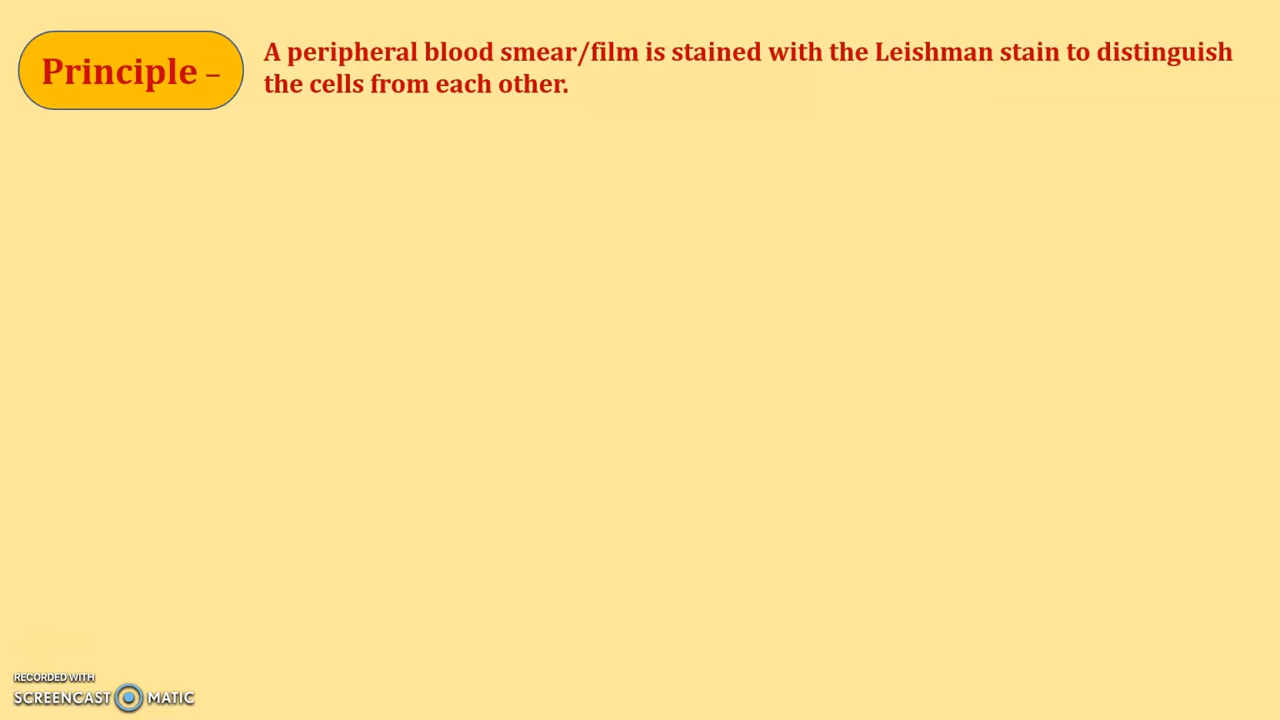 Principle –
A peripheral blood smear/film is stained with the Leishman stain to distinguish
the cells from each other.
RECORDED WITH
SCREENCAST MATIC